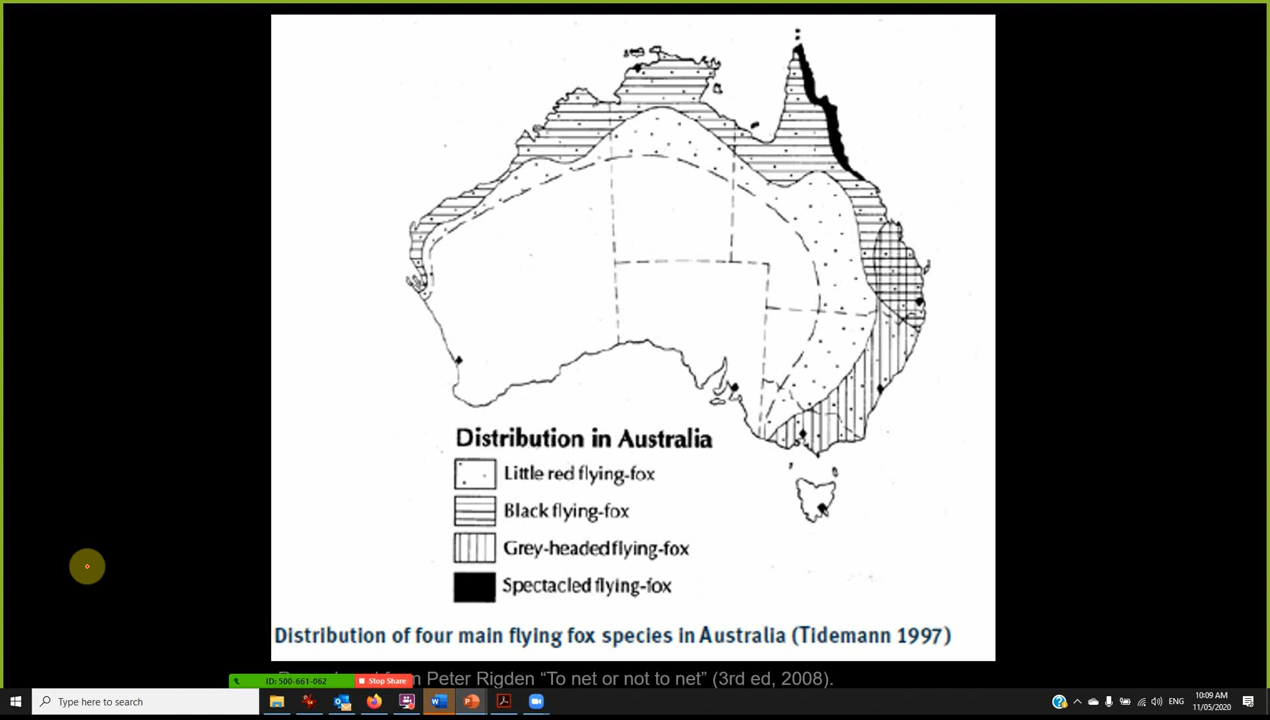 Distribution in Australia
Little red flying-fox
Black flying-fox
Grey-headed flying-fox
Spectacled flying-fox
Distribution of four main flying fox species in Australia (Tidemann 1997)
Peter Rigden “To net or not to net” (3rd ed, 2008).
ID: 500-661-062
Stop Share
Type here to search
ENG
10:09 AM
11/05/2020